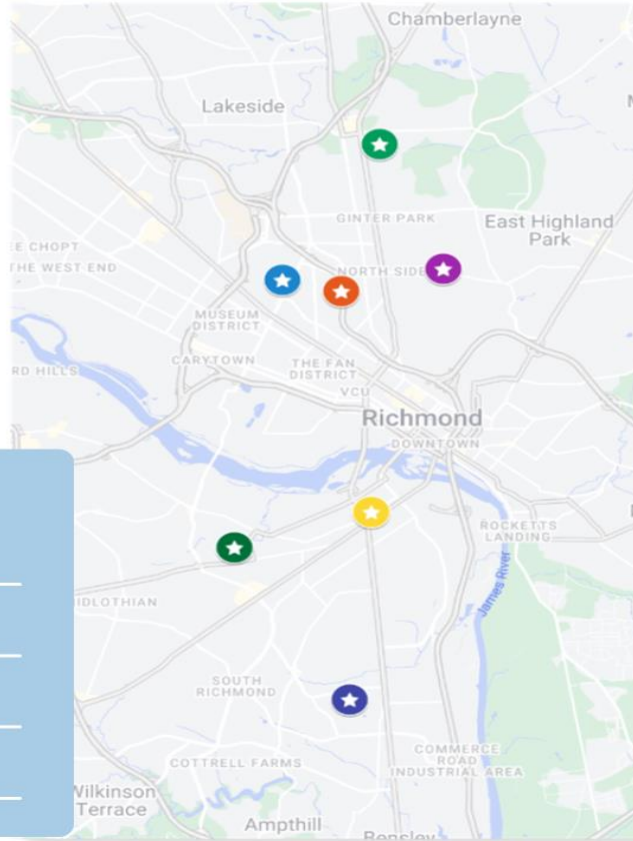 Chamberlayne
Lakeside
GINTER PARK
East Highland
Park
EE CHOPT
THE WEST END
NORTH SIDE
MUSEUM
DISTRICT
CARYTOWN
THE FAN
DISTRICT
RD HILLS
VCU
Richmond
DOWNTOWN
ROCKETTS
LANDING
James River
IDLOTHIAN
SOUTH
RICHMOND
COTTRELL FARMS
COMMERCE
ROAD
INDUSTRIAL AREA
Wilkinson
Terrace
Ampthill
Bensley